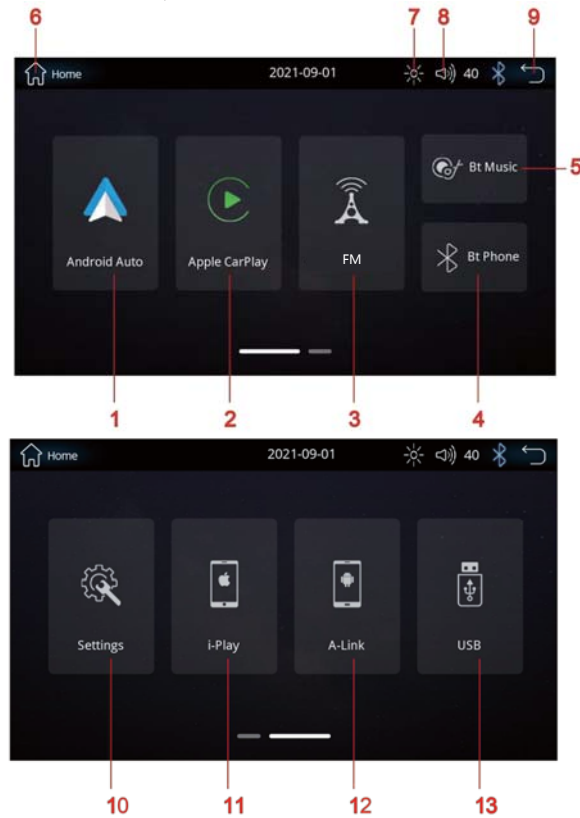 6 7 8 9
Home 2021-09-01 40
Bt Music 5
Android Auto Apple CarPlay FM Bt Phone
1 2 3 4
Home 2021-09-01 40
Settings i-Play A-Link USB
10 11 12 13